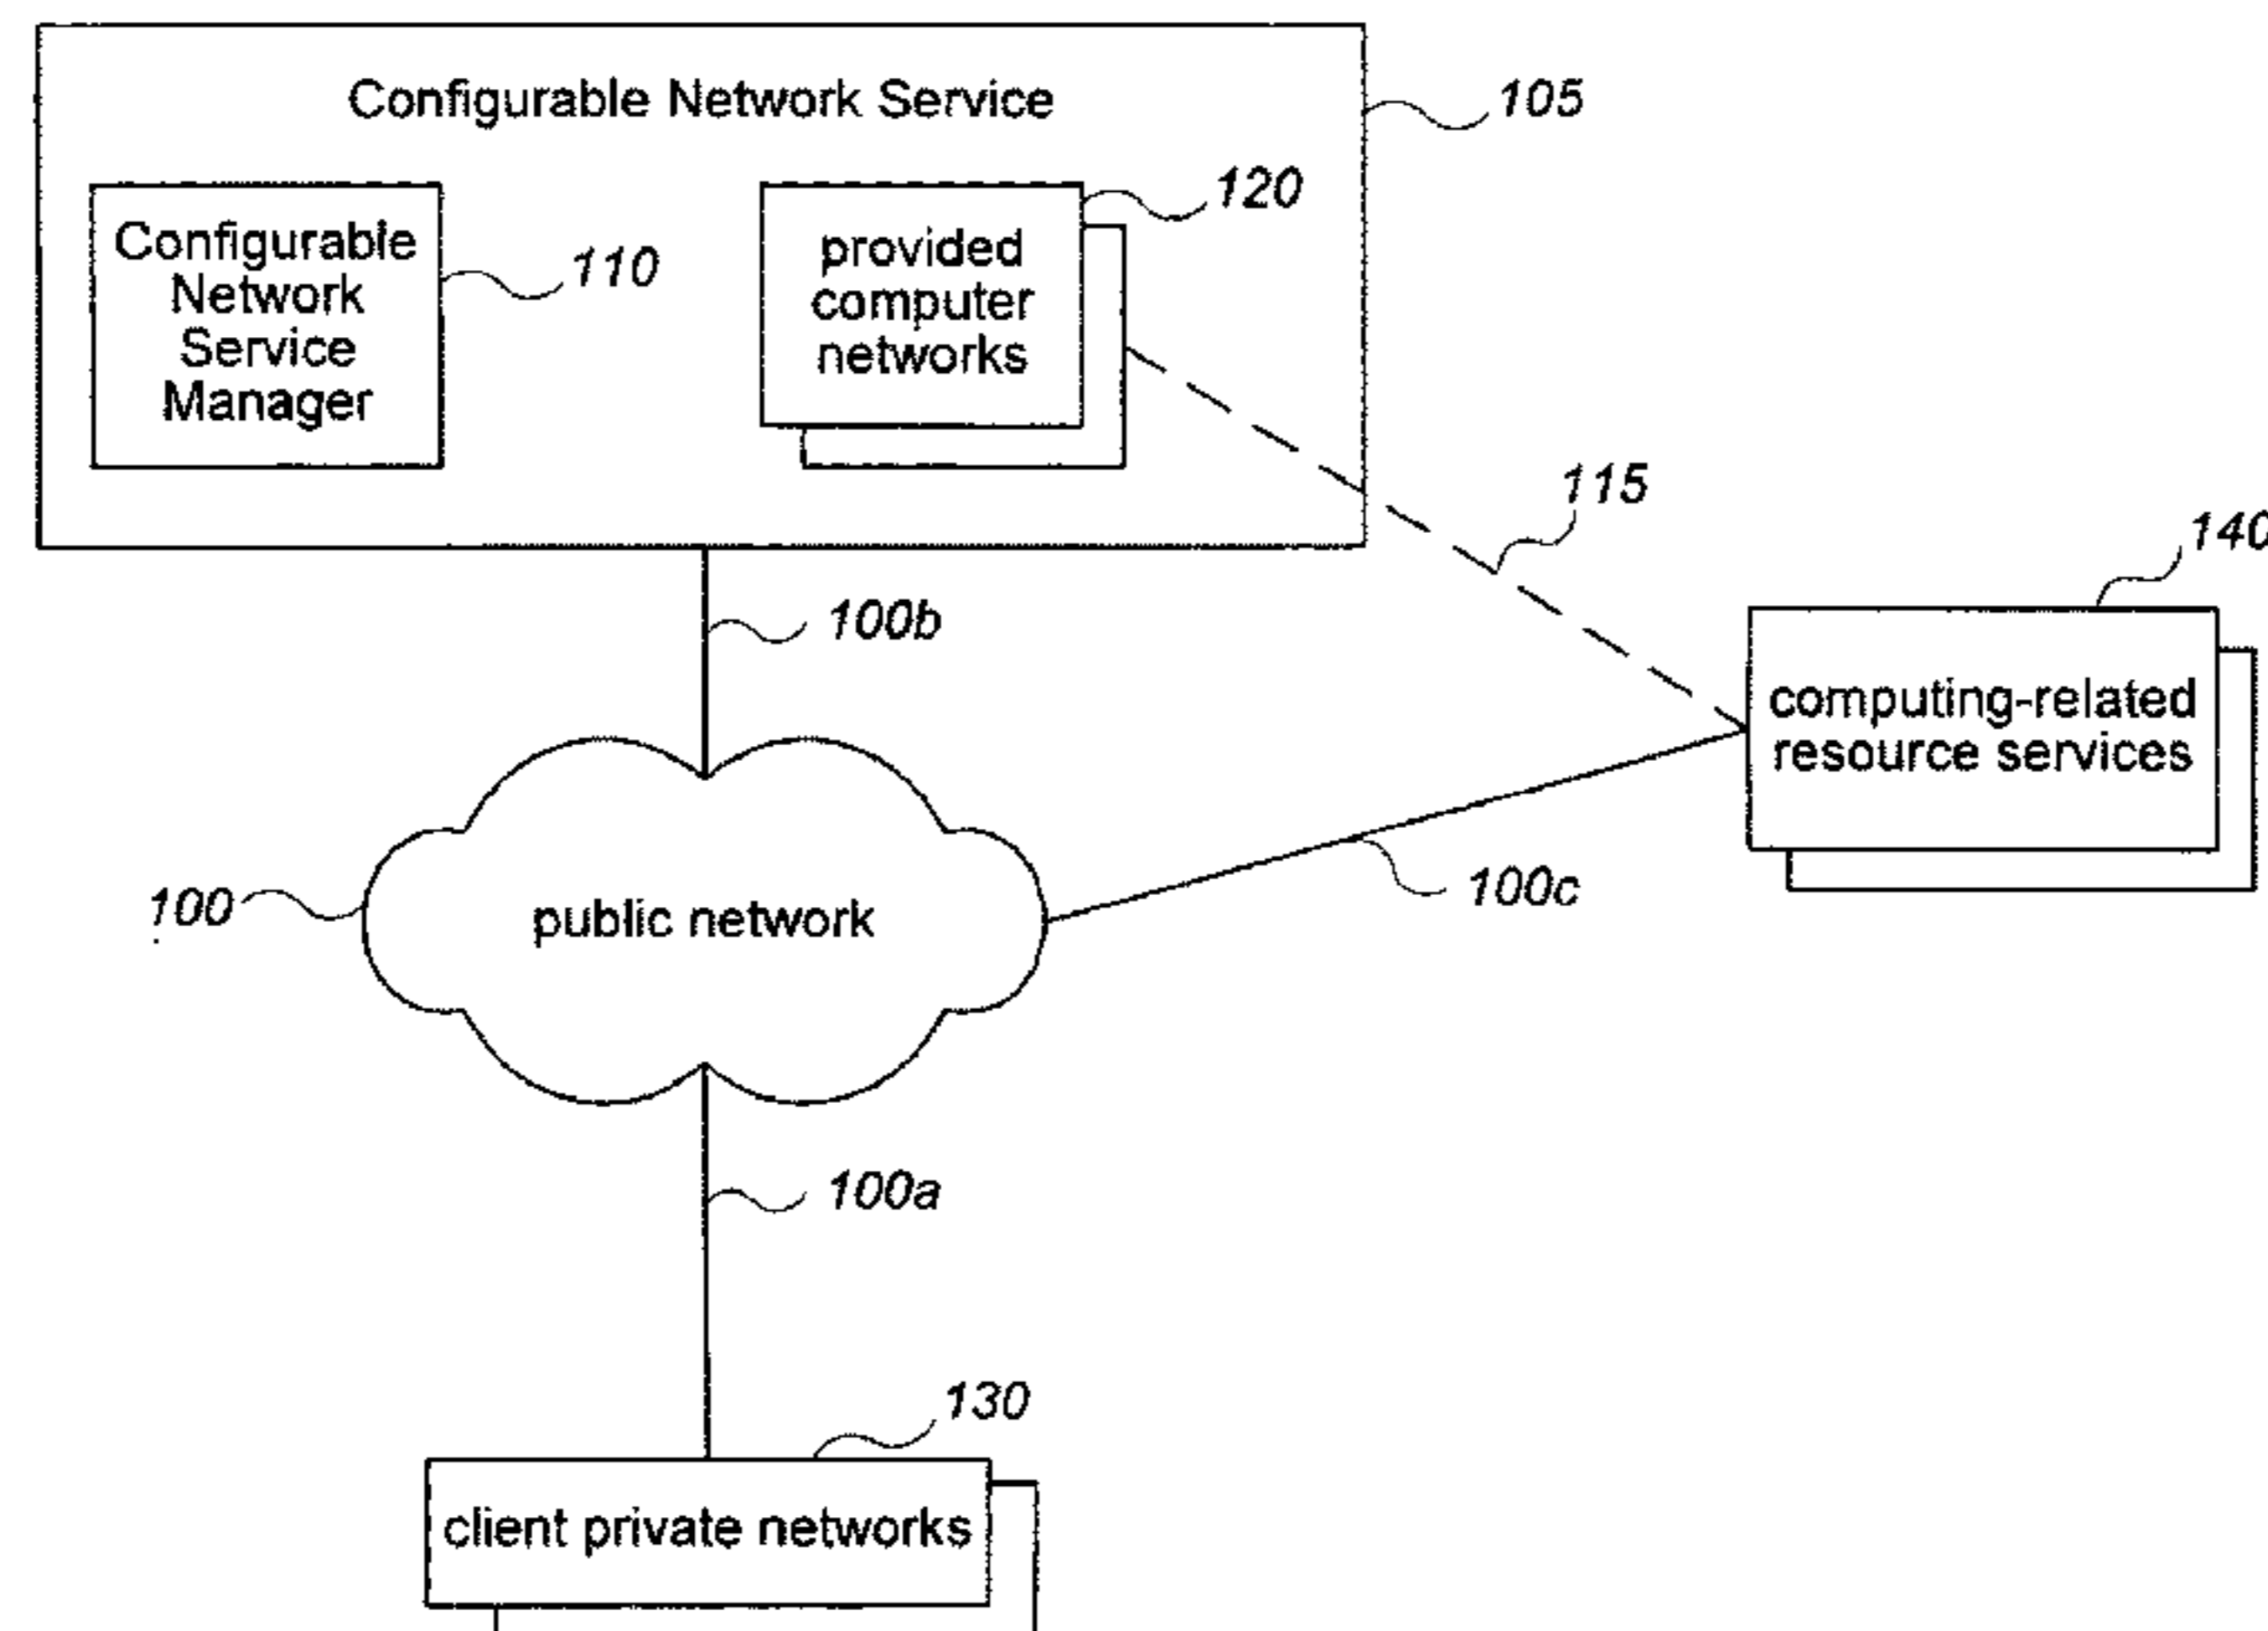 Configurable Network Service
105
120
Configurable
Network
Service
Manager
110
provided
computer
networks
115
140
100b
computing-related
resource services
100
public network
100c
100a
130
client private networks